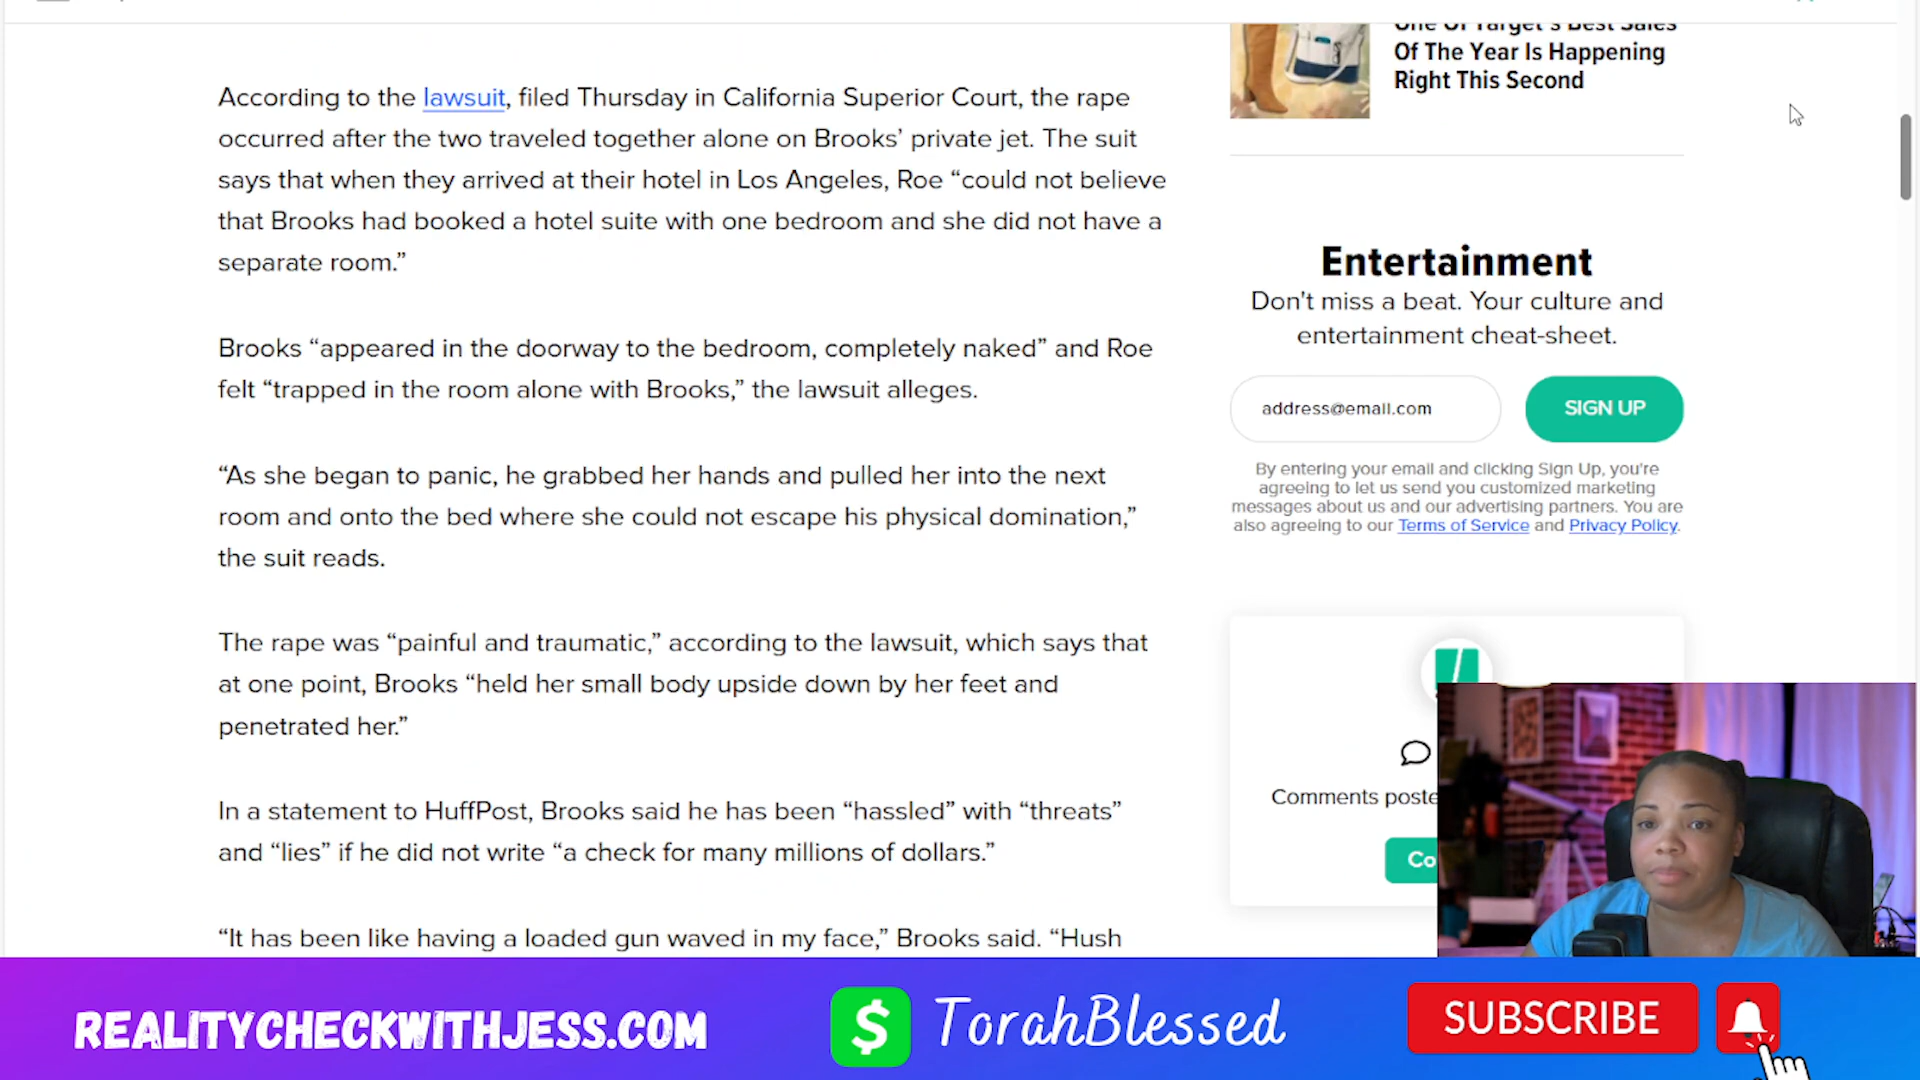 One Of Target's Best Sales
Of The Year Is Happening
Right This Second
According to the lawsuit, filed Thursday in California Superior Court, the rape
occurred after the two traveled together alone on Brooks’ private jet. The suit
says that when they arrived at their hotel in Los Angeles, Roe “could not believe
that Brooks had booked a hotel suite with one bedroom and she did not have a
separate room.”
Brooks “appeared in the doorway to the bedroom, completely naked” and Roe
felt “trapped in the room alone with Brooks,” the lawsuit alleges.
“As she began to panic, he grabbed her hands and pulled her into the next
room and onto the bed where she could not escape his physical domination,”
the suit reads.
The rape was “painful and traumatic,” according to the lawsuit, which says that
at one point, Brooks “held her small body upside down by her feet and
penetrated her.”
In a statement to HuffPost, Brooks said he has been “hassled” with “threats”
and “lies” if he did not write “a check for many millions of dollars.”
“It has been like having a loaded gun waved in my face,” Brooks said. “Hush
Entertainment
Don't miss a beat. Your culture and
entertainment cheat-sheet.
address@email.com
SIGN UP
By entering your email and clicking Sign Up, you're
agreeing to let us send you customized marketing
messages about us and our advertising partners. You are
also agreeing to our Terms of Service and Privacy Policy.
Comments poste
Co
REALITYCHECKWITHJESS.COM
$
TorahBlessed
SUBSCRIBE